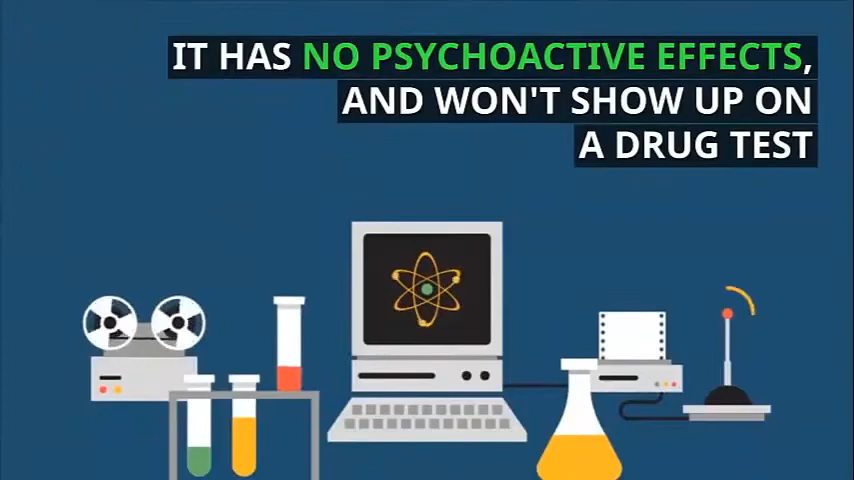 IT HAS NO PSYCHOACTIVE EFFECTS,
AND WON'T SHOW UP ON
A DRUG TEST